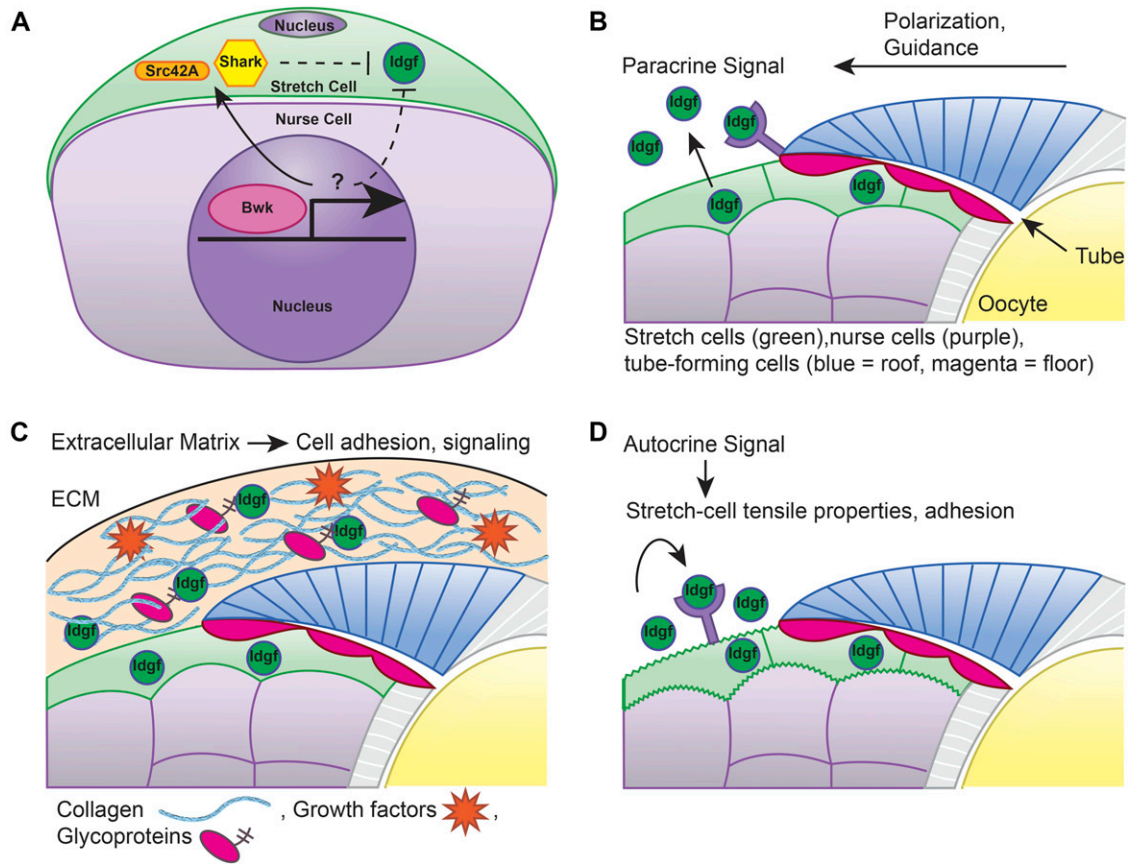 A
Nucleus
Src42A
Shark
Idgf
Stretch Cell
Nurse Cell
?
Bwk
Nucleus
B
Polarization,
Guidance
Paracrine Signal
Idgf
Idgf
Idgf
Idgf
Idgf
Tube
Oocyte
Stretch cells (green),nurse cells (purple),
tube-forming cells (blue = roof, magenta = floor)
C
Extracellular Matrix Cell adhesion, signaling
ECM
Idgf
Idgf
Idgf
Idgf
Idgf
Idgf
Collagen , Growth factors ,
Glycoproteins
D
Autocrine Signal
Stretch-cell tensile properties, adhesion
Idgf
Idgf
Idgf
Idgf
Idgf